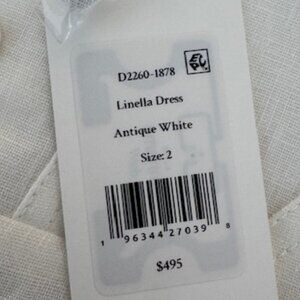 D2260-1878
Linella Dress
Antique White
Size: 2
1 96344 27039 8
$495